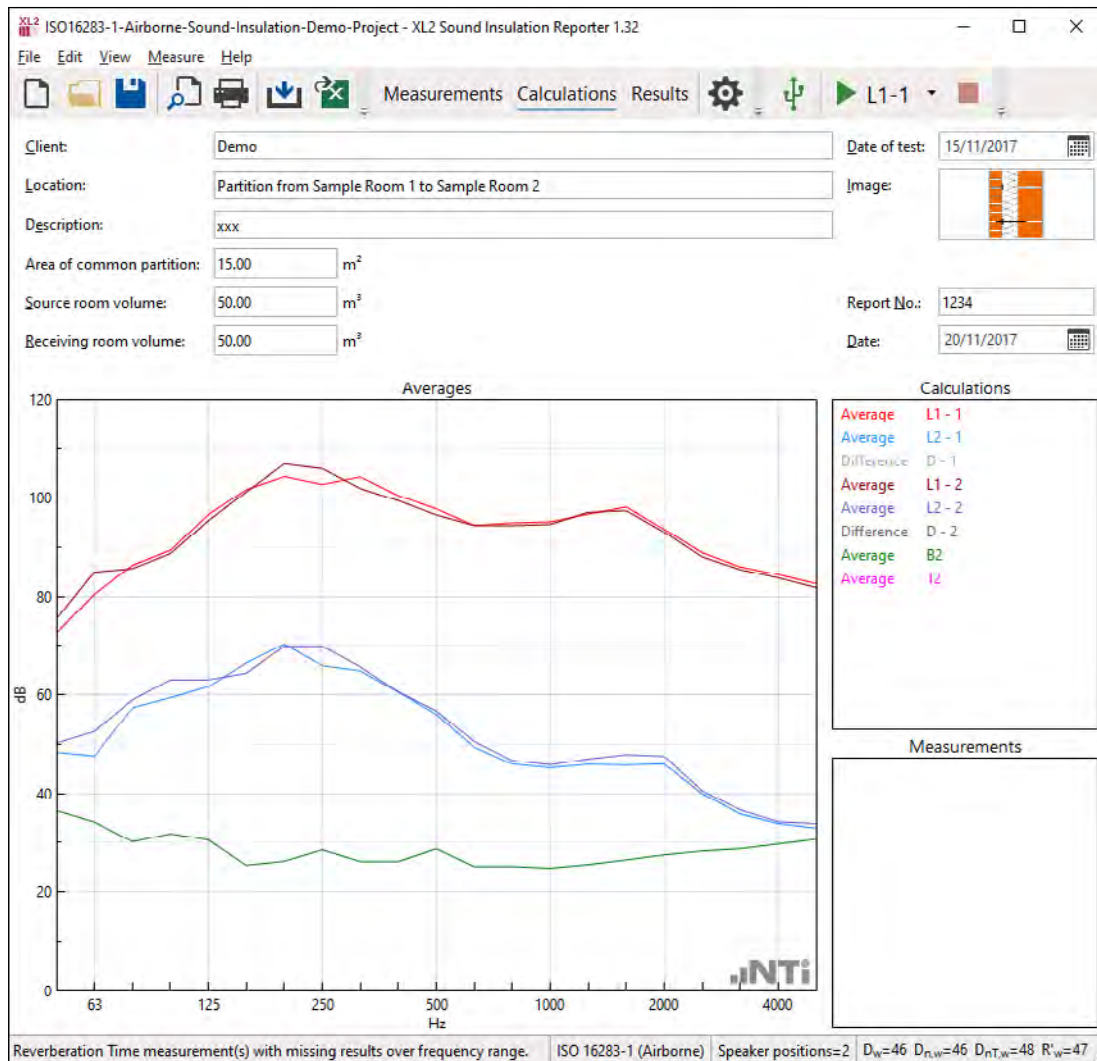 XL2 ISO16283-1-Airborne-Sound-Insulation-Demo-Project - XL2 Sound Insulation Reporter 1.32
File Edit View Measure Help
Measurements Calculations Results L1-1
Client: Demo Date of test: 15/11/2017
Location: Partition from Sample Room 1 to Sample Room 2 Image:
Description: xxx
Area of common partition: 15.00 m²
Source room volume: 50.00 m³ Report No.: 1234
Receiving room volume: 50.00 m³ Date: 20/11/2017
Averages
120
100
80
60
40
20
0
dB
63 125 250 500 1000 2000 4000
Hz
NTi
Calculations
Average L1 - 1
Average L2 - 1
Difference D - 1
Average L1 - 2
Average L2 - 2
Difference D - 2
Average B2
Average T2
Measurements
Reverberation Time measurement(s) with missing results over frequency range. ISO 16283-1 (Airborne) Speaker positions=2 Dw=46 Dn,w=46 DnT,w=48 R'w=47